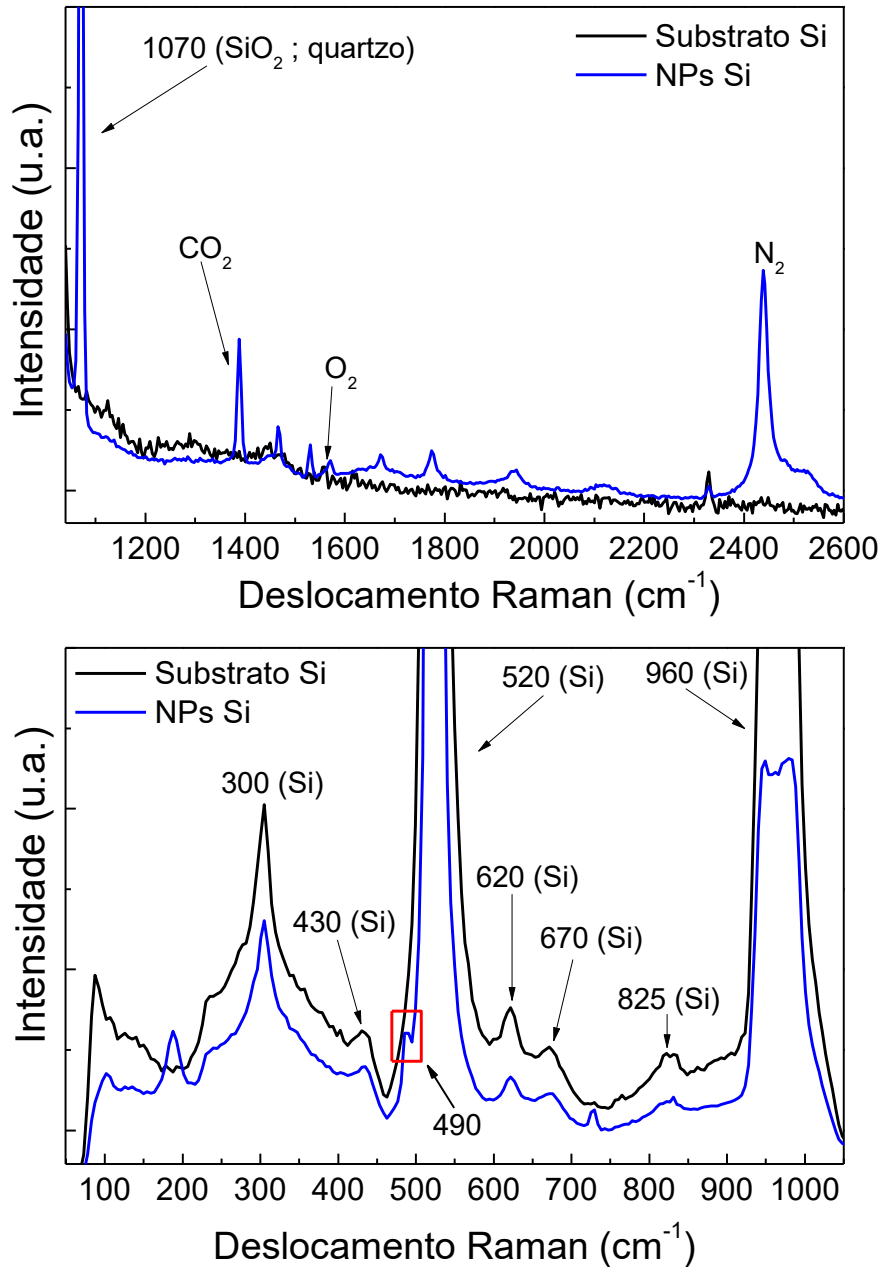 1070 (SiO2 ; quartzo)
Substrato Si
NPs Si
CO2
O2
N2
Intensidade (u.a.)
1200 1400 1600 1800 2000 2200 2400 2600
Deslocamento Raman (cm-1)
Substrato Si
NPs Si
520 (Si)
960 (Si)
300 (Si)
430 (Si)
620 (Si)
670 (Si)
825 (Si)
490
Intensidade (u.a.)
100 200 300 400 500 600 700 800 900 1000
Deslocamento Raman (cm-1)